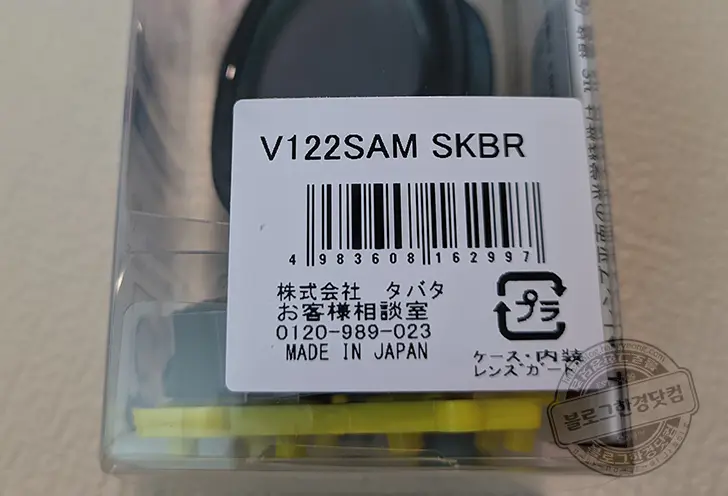 V122SAM SKBR
4 983608 162997
株式会社 タバタ
お客様相談室
0120-989-023
MADE IN JAPAN
プラ
ケース・内装
レンズガード
블로그한경닷컴